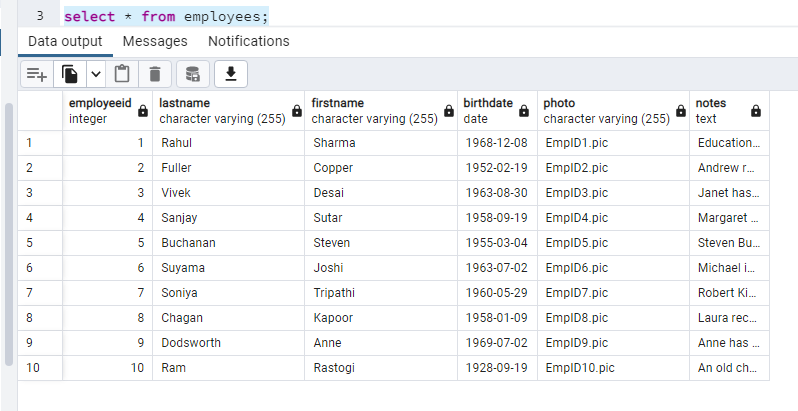 3 select * from employees;
Data output Messages Notifications
employeeid lastname firstname birthdate photo notes
integer character varying (255) character varying (255) date character varying (255) text
1 1 Rahul Sharma 1968-12-08 EmpID1.pic Education...
2 2 Fuller Copper 1952-02-19 EmpID2.pic Andrew r...
3 3 Vivek Desai 1963-08-30 EmpID3.pic Janet has...
4 4 Sanjay Sutar 1958-09-19 EmpID4.pic Margaret ...
5 5 Buchanan Steven 1955-03-04 EmpID5.pic Steven Bu...
6 6 Suyama Joshi 1963-07-02 EmpID6.pic Michael i...
7 7 Soniya Tripathi 1960-05-29 EmpID7.pic Robert Ki...
8 8 Chagan Kapoor 1958-01-09 EmpID8.pic Laura rec...
9 9 Dodsworth Anne 1969-07-02 EmpID9.pic Anne has ...
10 10 Ram Rastogi 1928-09-19 EmpID10.pic An old ch...